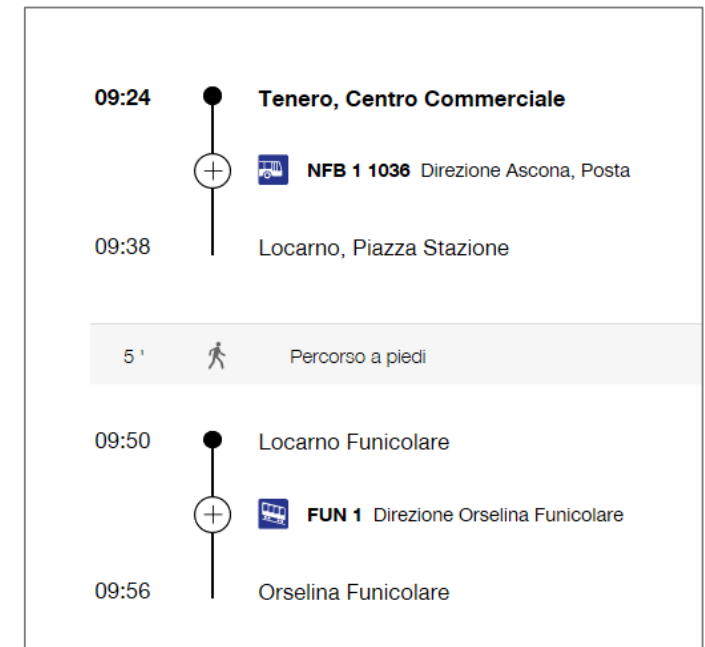 09:24 Tenero, Centro Commerciale
NFB 1 1036 Direzione Ascona, Posta
09:38 Locarno, Piazza Stazione
5 ' Percorso a piedi
09:50 Locarno Funicolare
FUN 1 Direzione Orselina Funicolare
09:56 Orselina Funicolare